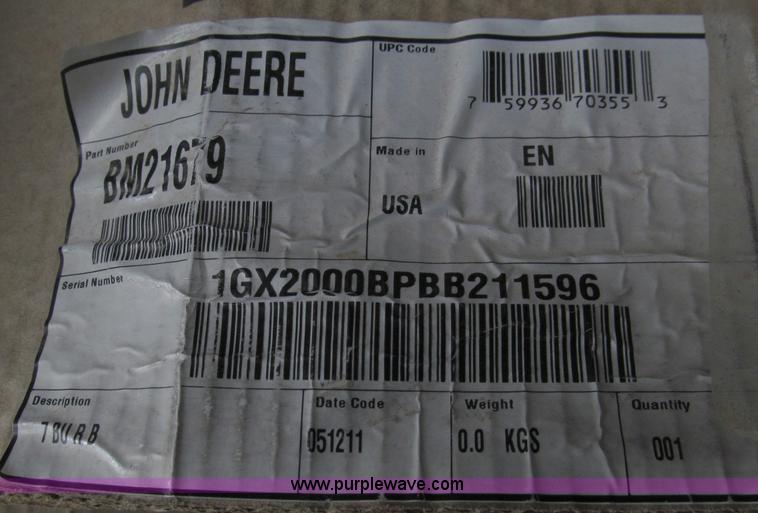 JOHN DEERE
UPC Code
7 59936 70355 3
Part Number
BM21679
Made in
EN
USA
Serial Number
1GX2000BPBB211596
Description
7 BU R B
Date Code
051211
Weight
0.0 KGS
Quantity
001
www.purplewave.com